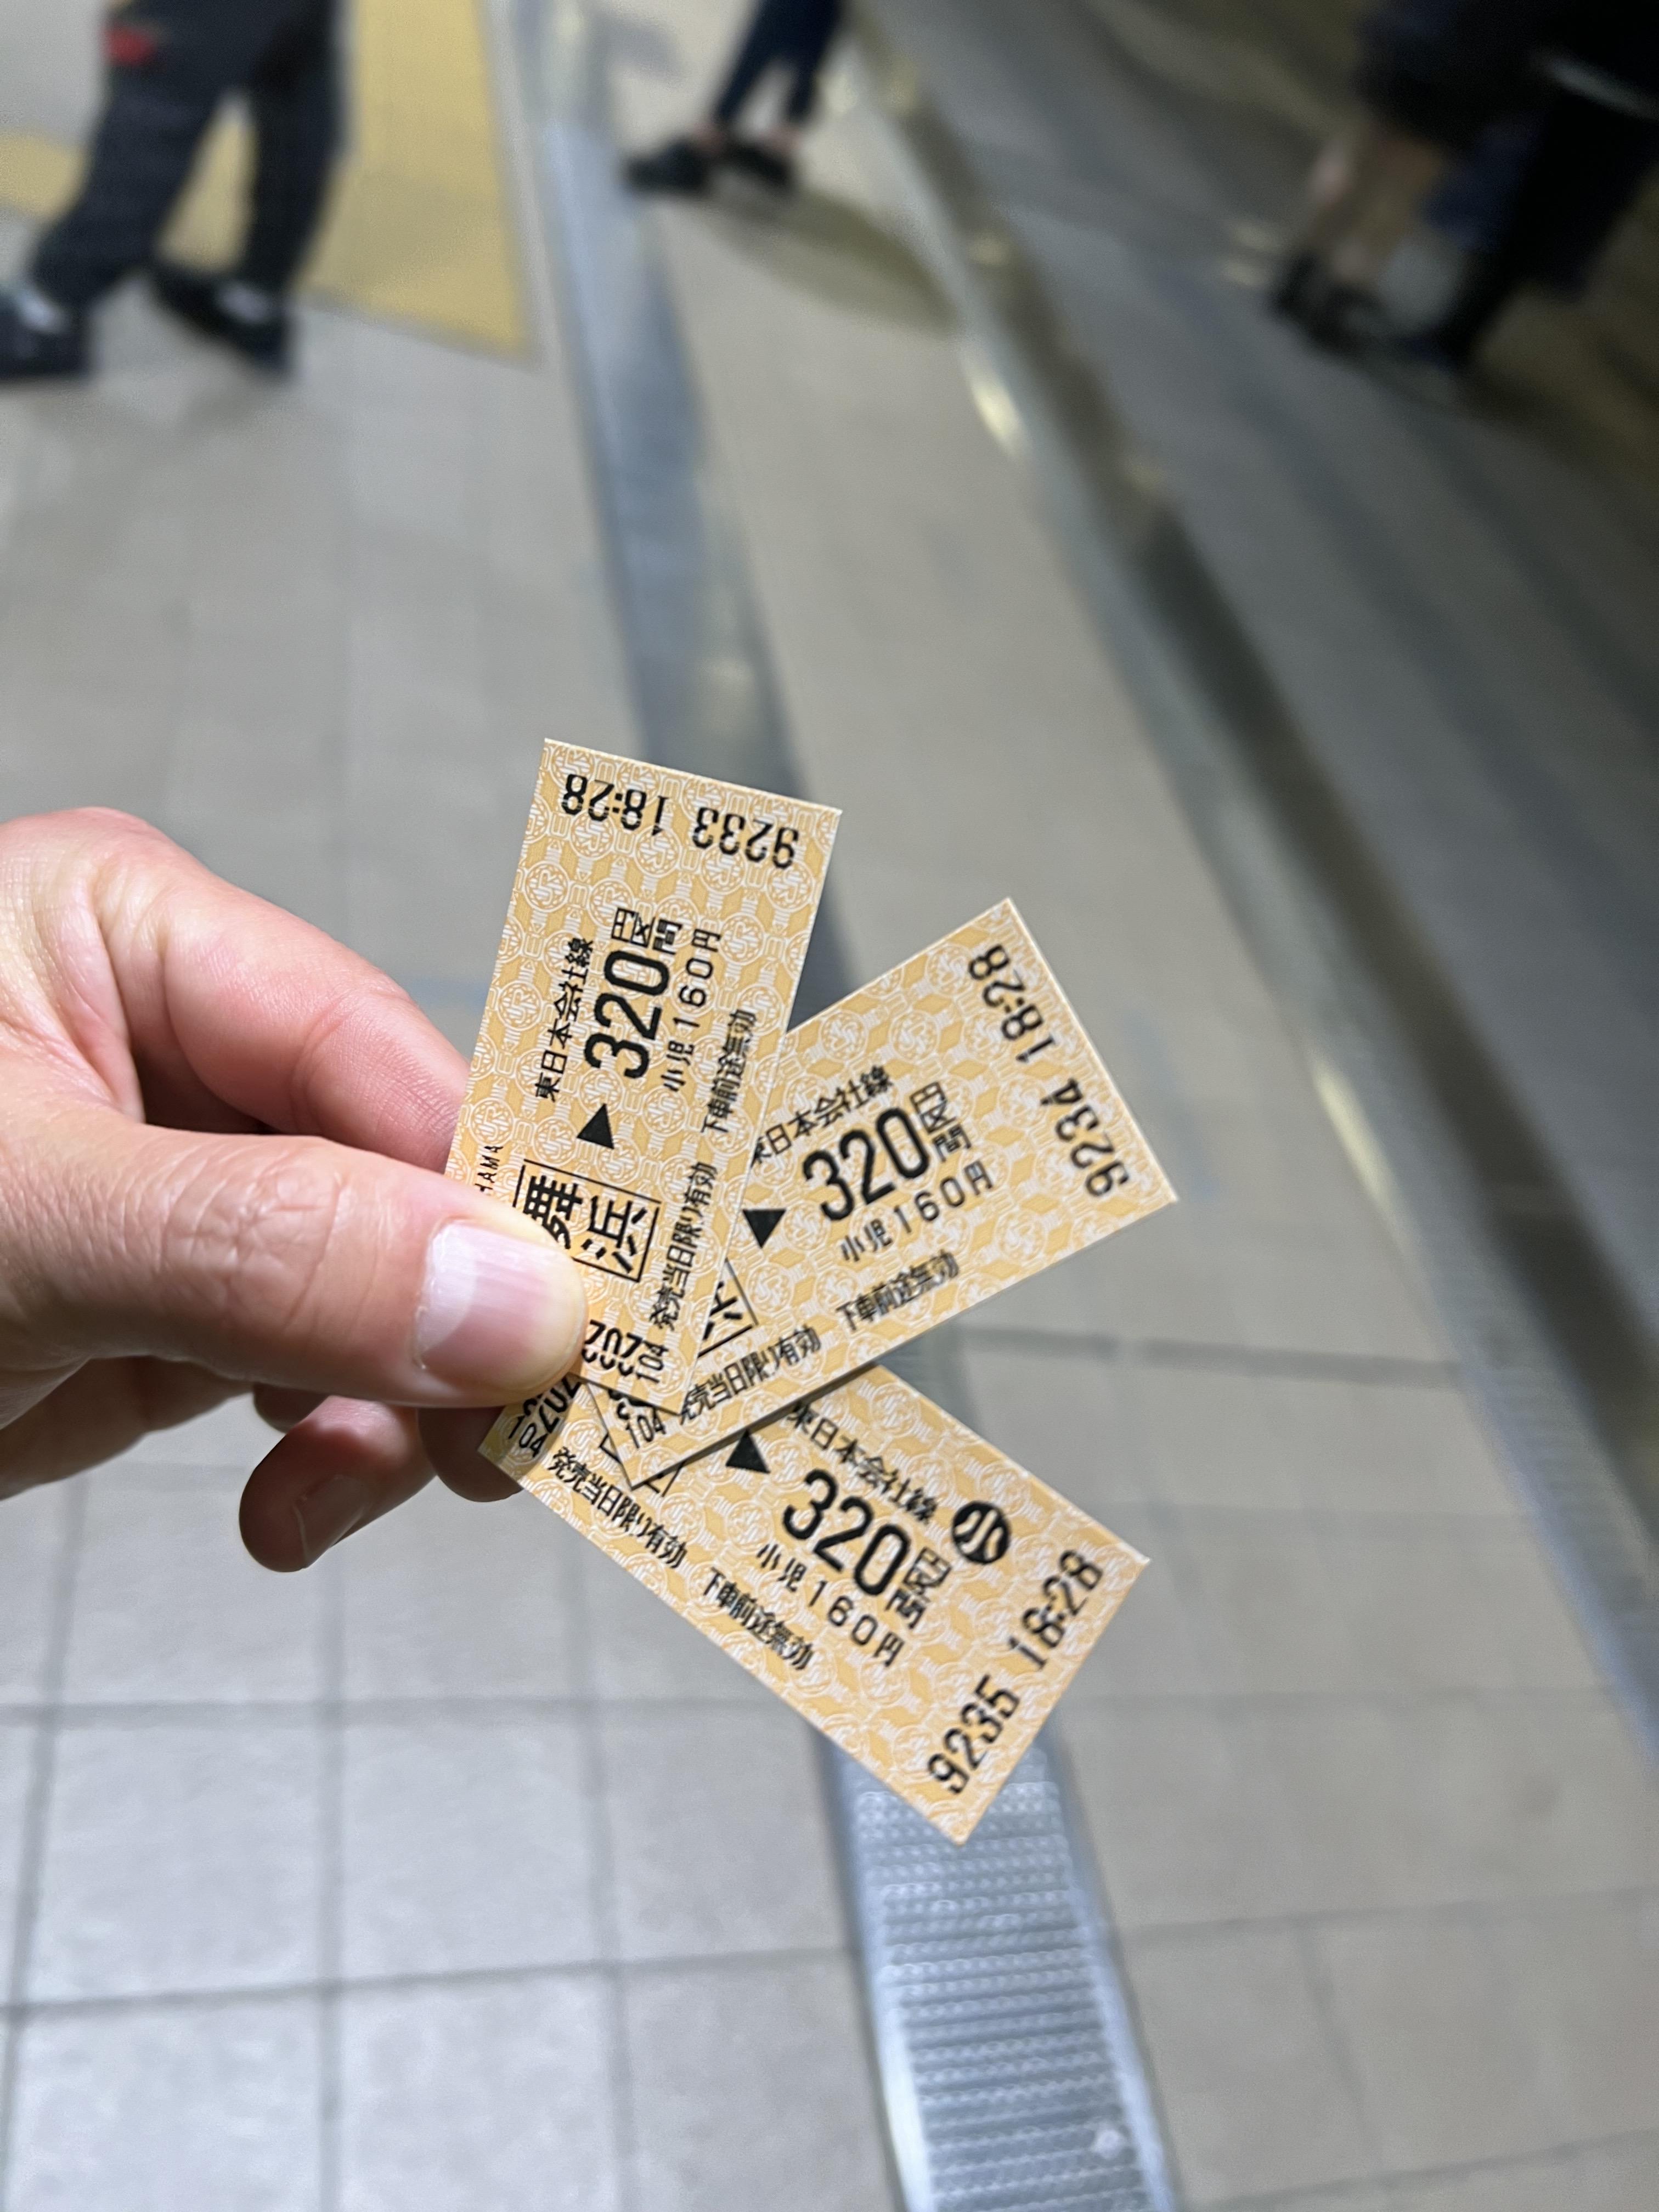 HAMA
舞浜
▶
東日本会社線
320円区間
小児160円
発売当日限り有効 下車前途無効
104
9233 18:28
▶
東日本会社線
320円区間
小児160円
発売当日限り有効 下車前途無効
104
9234 18:28
▶
東日本会社線
小
320円区間
小児160円
発売当日限り有効 下車前途無効
104
9235 18:28